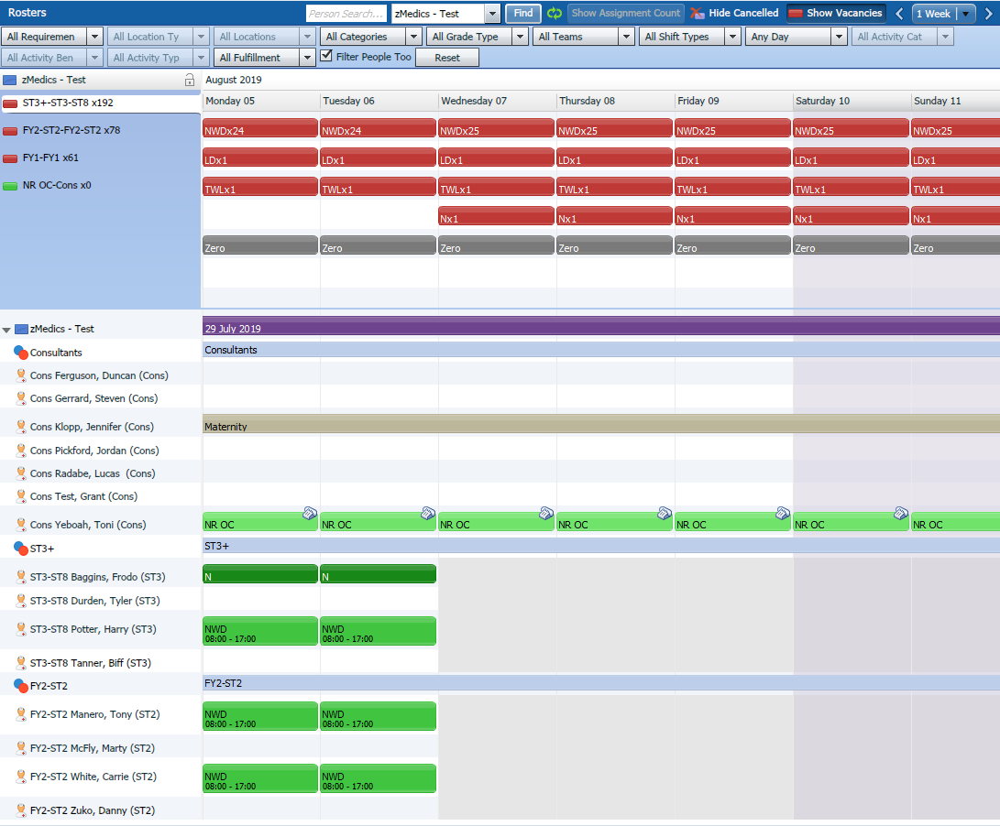 Rosters Person Search... zMedics - Test Find Show Assignment Count Hide Cancelled Show Vacancies 1 Week
All Requiremen All Location Ty All Locations All Categories All Grade Type All Teams All Shift Types Any Day All Activity Cat
All Activity Ben All Activity Typ All Fulfillment Filter People Too Reset
zMedics - Test August 2019
ST3+-ST3-ST8 x192 Monday 05 Tuesday 06 Wednesday 07 Thursday 08 Friday 09 Saturday 10 Sunday 11
FY2-ST2-FY2-ST2 x78 NWDx24 NWDx24 NWDx25 NWDx25 NWDx25 NWDx25 NWDx25
FY1-FY1 x61 LDx1 LDx1 LDx1 LDx1 LDx1 LDx1 LDx1
NR OC-Cons x0 TWLx1 TWLx1 TWLx1 TWLx1 TWLx1 TWLx1 TWLx1
Nx1 Nx1 Nx1 Nx1 Nx1
Zero Zero Zero Zero Zero Zero Zero
zMedics - Test 29 July 2019
Consultants Consultants
Cons Ferguson, Duncan (Cons)
Cons Gerrard, Steven (Cons)
Cons Klopp, Jennifer (Cons) Maternity
Cons Pickford, Jordan (Cons)
Cons Radabe, Lucas (Cons)
Cons Test, Grant (Cons)
Cons Yeboah, Toni (Cons) NR OC NR OC NR OC NR OC NR OC NR OC NR OC
ST3+ ST3+
ST3-ST8 Baggins, Frodo (ST3) N N
ST3-ST8 Durden, Tyler (ST3)
ST3-ST8 Potter, Harry (ST3) NWD NWD
08:00 - 17:00 08:00 - 17:00
ST3-ST8 Tanner, Biff (ST3)
FY2-ST2 FY2-ST2
FY2-ST2 Manero, Tony (ST2) NWD NWD
08:00 - 17:00 08:00 - 17:00
FY2-ST2 McFly, Marty (ST2)
FY2-ST2 White, Carrie (ST2) NWD NWD
08:00 - 17:00 08:00 - 17:00
FY2-ST2 Zuko, Danny (ST2)